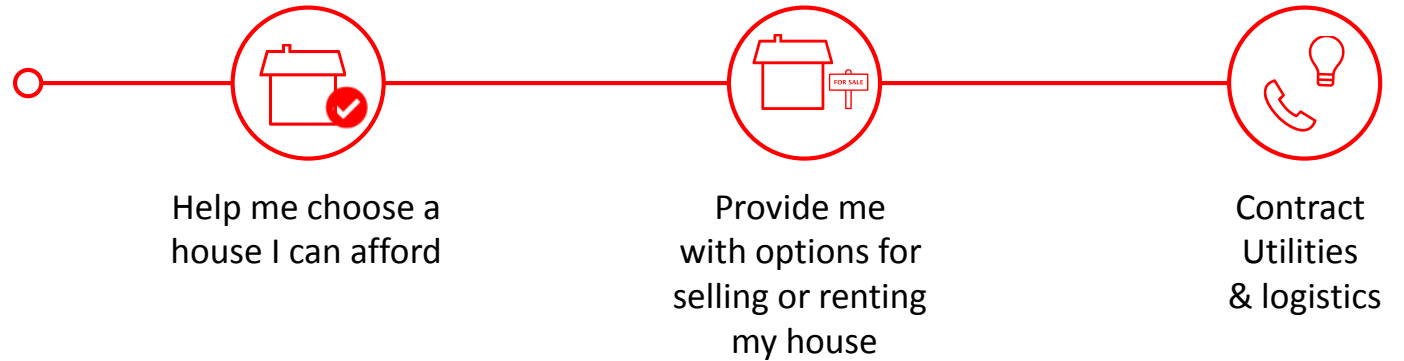 FOR SALE
Help me choose a
house I can afford
Provide me
with options for
selling or renting
my house
Contract
Utilities
& logistics